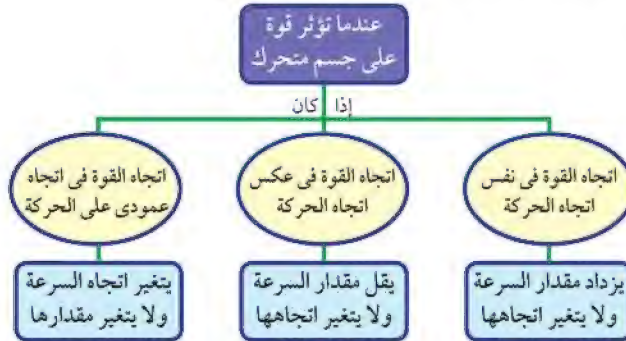 عندما تؤثر قوة
على جسم متحرك
إذا كان
اتجاه القوة فى نفس
اتجاه الحركة
اتجاه القوة فى عكس
اتجاه الحركة
اتجاه القوة فى اتجاه
عمودى على الحركة
يزداد مقدار السرعة
ولا يتغير اتجاهها
يقل مقدار السرعة
ولا يتغير اتجاهها
يتغير اتجاه السرعة
ولا يتغير مقدارها